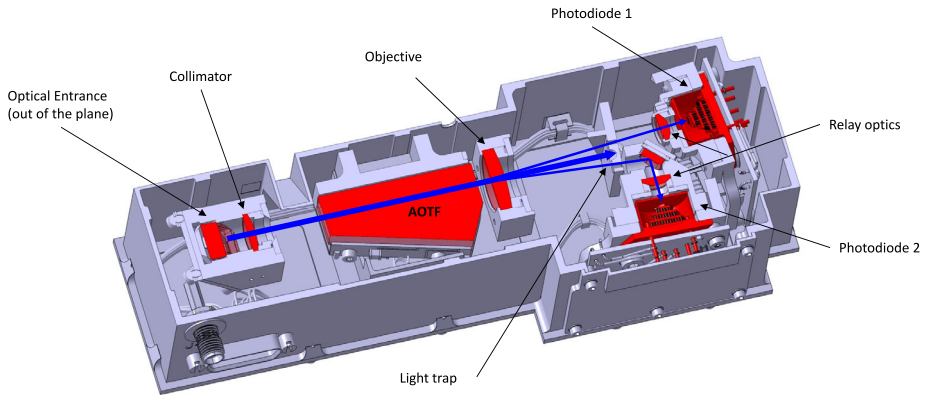 Photodiode 1
Objective
Collimator
Optical Entrance
(out of the plane)
Relay optics
AOTF
Photodiode 2
Light trap